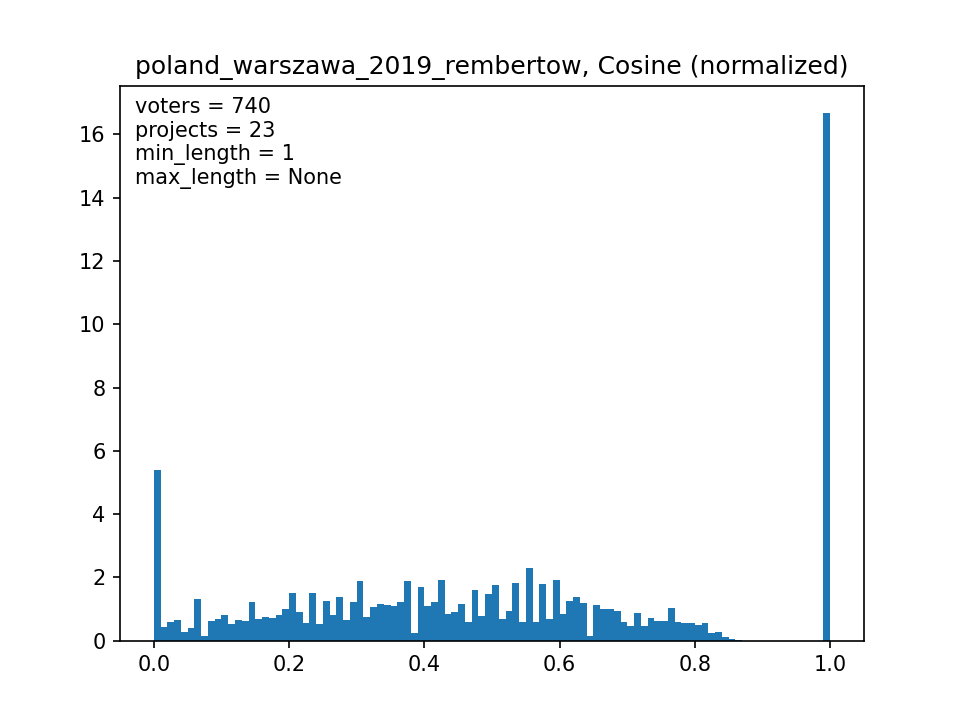 poland_warszawa_2019_rembertow, Cosine (normalized)
voters = 740
projects = 23
min_length = 1
max_length = None
16
14
12
10
8
6
4
2
0
0.0 0.2 0.4 0.6 0.8 1.0